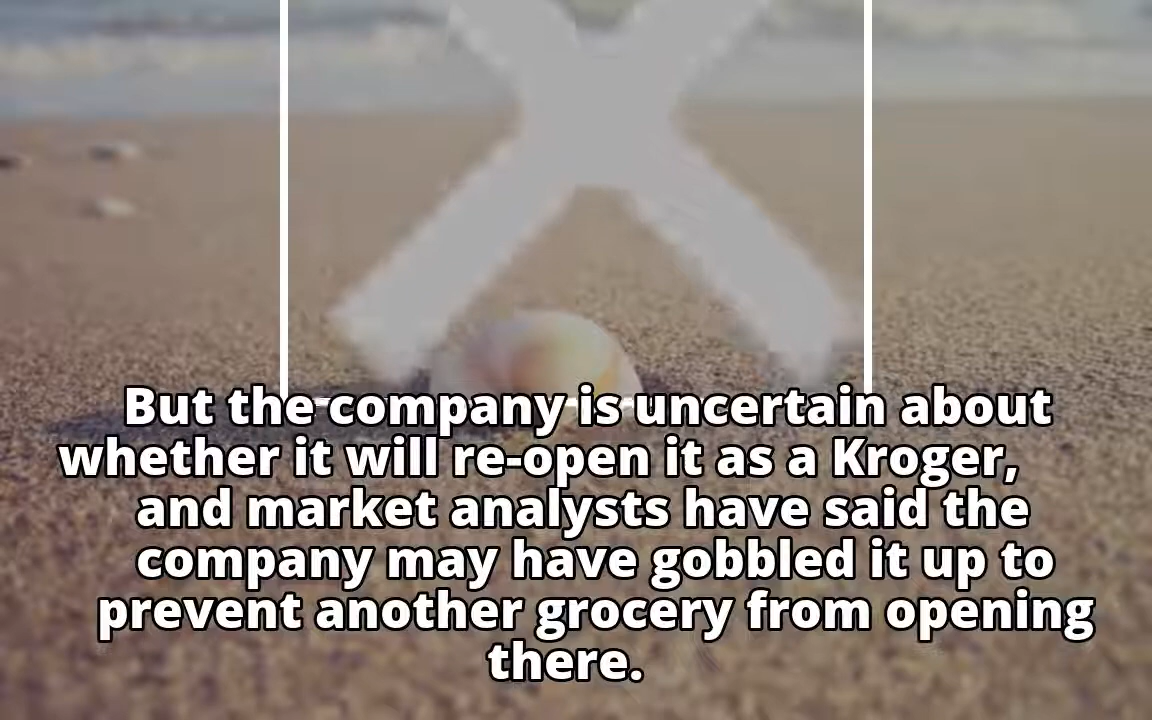 But the company is uncertain about
whether it will re-open it as a Kroger,
and market analysts have said the
company may have gobbled it up to
prevent another grocery from opening
there.